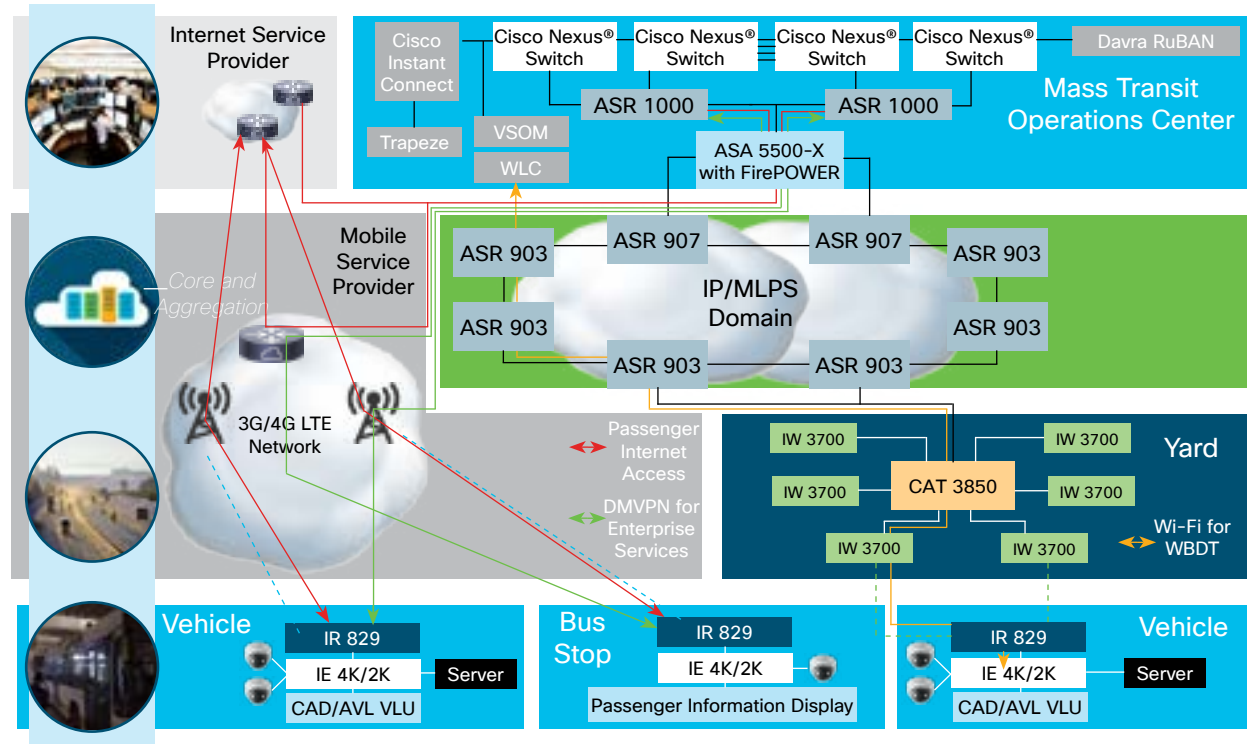 Internet Service
Provider
Cisco
Instant
Connect
Trapeze
VSOM
WLC
Cisco Nexus®
Switch
Cisco Nexus®
Switch
Cisco Nexus®
Switch
Cisco Nexus®
Switch
Davra RuBAN
ASR 1000
ASR 1000
Mass Transit
Operations Center
ASA 5500-X
with FirePOWER
Mobile
Service
Provider
Core and
Aggregation
ASR 903
ASR 907
ASR 907
ASR 903
IP/MLPS
Domain
ASR 903
ASR 903
ASR 903
ASR 903
3G/4G LTE
Network
Passenger
Internet
Access
DMVPN for
Enterprise
Services
IW 3700
IW 3700
Yard
CAT 3850
IW 3700
IW 3700
IW 3700
IW 3700
Wi-Fi for
WBDT
Vehicle
IR 829
IE 4K/2K
Server
CAD/AVL VLU
Bus
Stop
IR 829
IE 4K/2K
Passenger Information Display
IR 829
Vehicle
IE 4K/2K
Server
CAD/AVL VLU